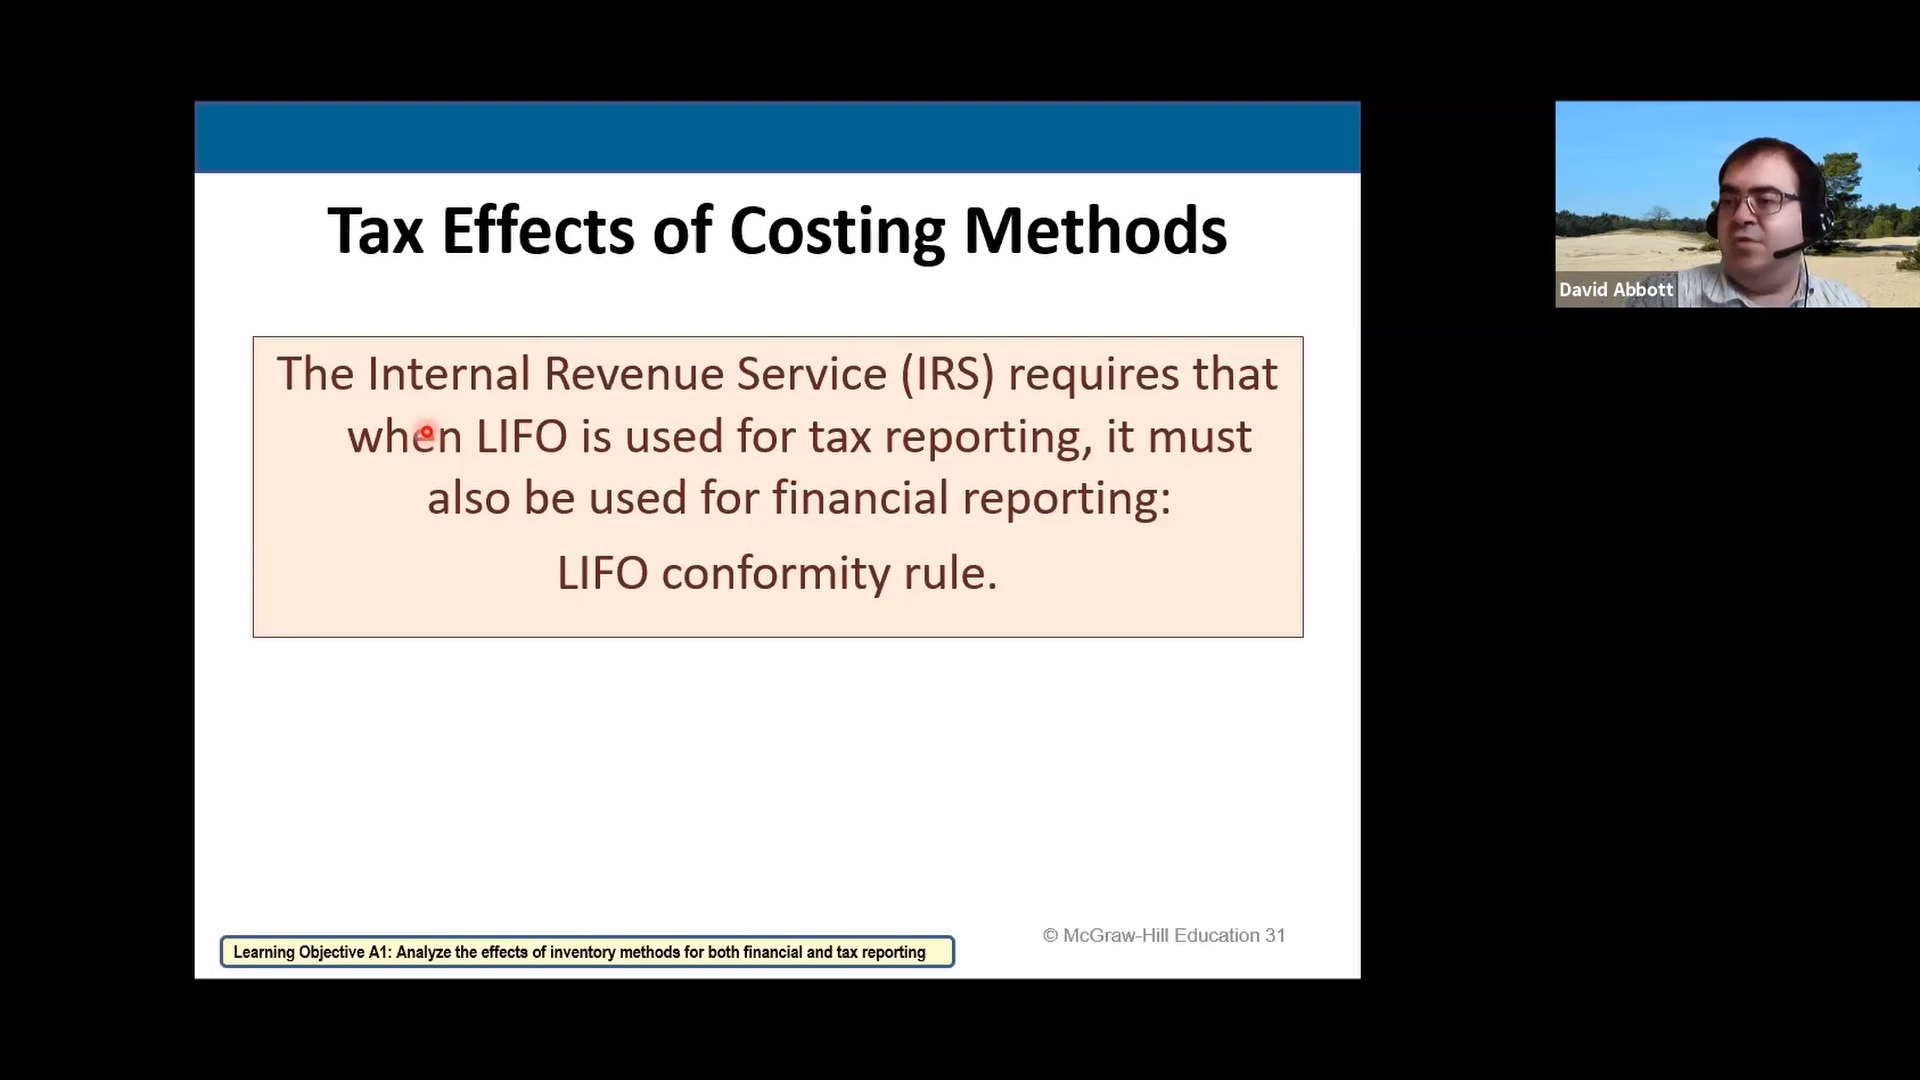 Tax Effects of Costing Methods
The Internal Revenue Service (IRS) requires that
when LIFO is used for tax reporting, it must
also be used for financial reporting:
LIFO conformity rule.
Learning Objective A1: Analyze the effects of inventory methods for both financial and tax reporting
© McGraw-Hill Education 31
David Abbott